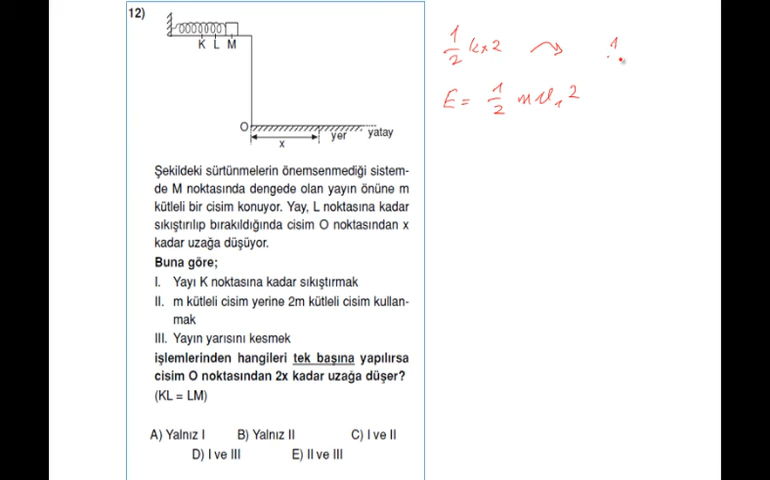 12)
K L M
O
x
yer
yatay
Şekildeki sürtünmelerin önemsenmediği sistem-
de M noktasında dengede olan yayın önüne m
kütleli bir cisim konuyor. Yay, L noktasına kadar
sıkıştırılıp bırakıldığında cisim O noktasından x
kadar uzağa düşüyor.
Buna göre;
I. Yayı K noktasına kadar sıkıştırmak
II. m kütleli cisim yerine 2m kütleli cisim kullan-
mak
III. Yayın yarısını kesmek
işlemlerinden hangileri tek başına yapılırsa
cisim O noktasından 2x kadar uzağa düşer?
(KL = LM)
A) Yalnız I B) Yalnız II C) I ve II
D) I ve III E) II ve III
1/2 kx2
1
E = 1/2 mv₁2